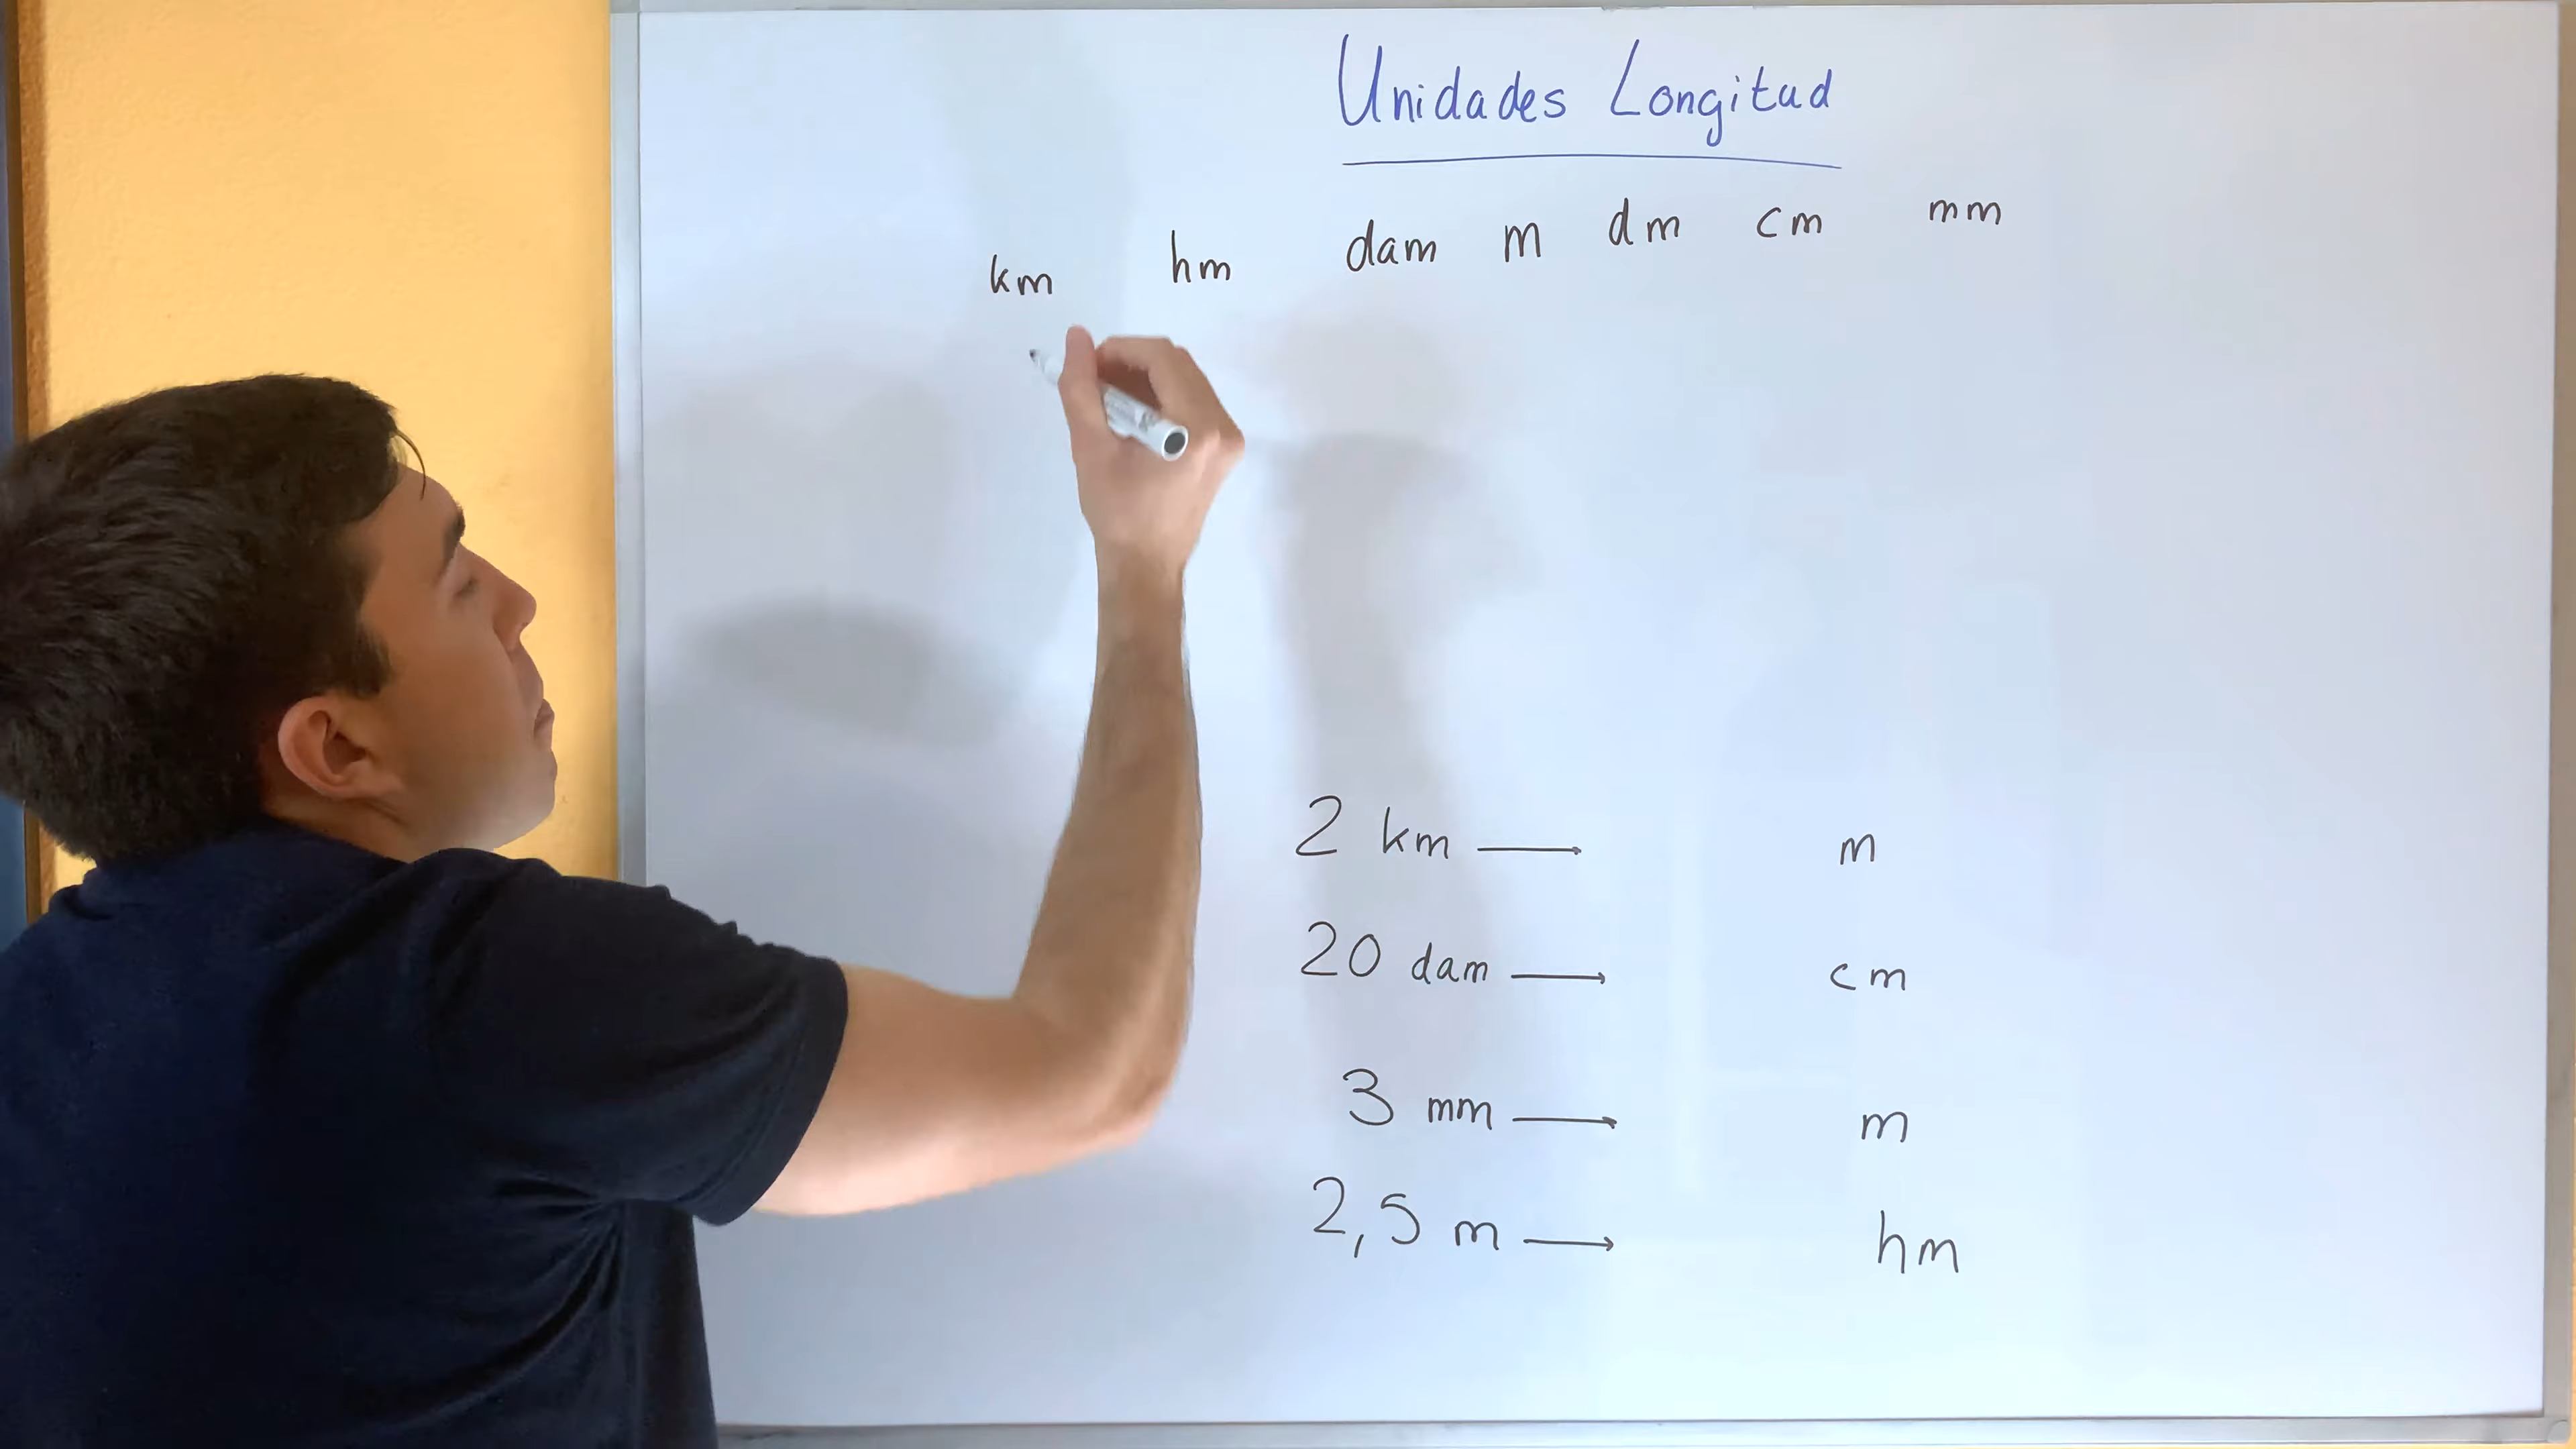 Unidades Longitud
km hm dam m dm cm mm
2 km → m
20 dam → cm
3 mm → m
2,5 m → hm